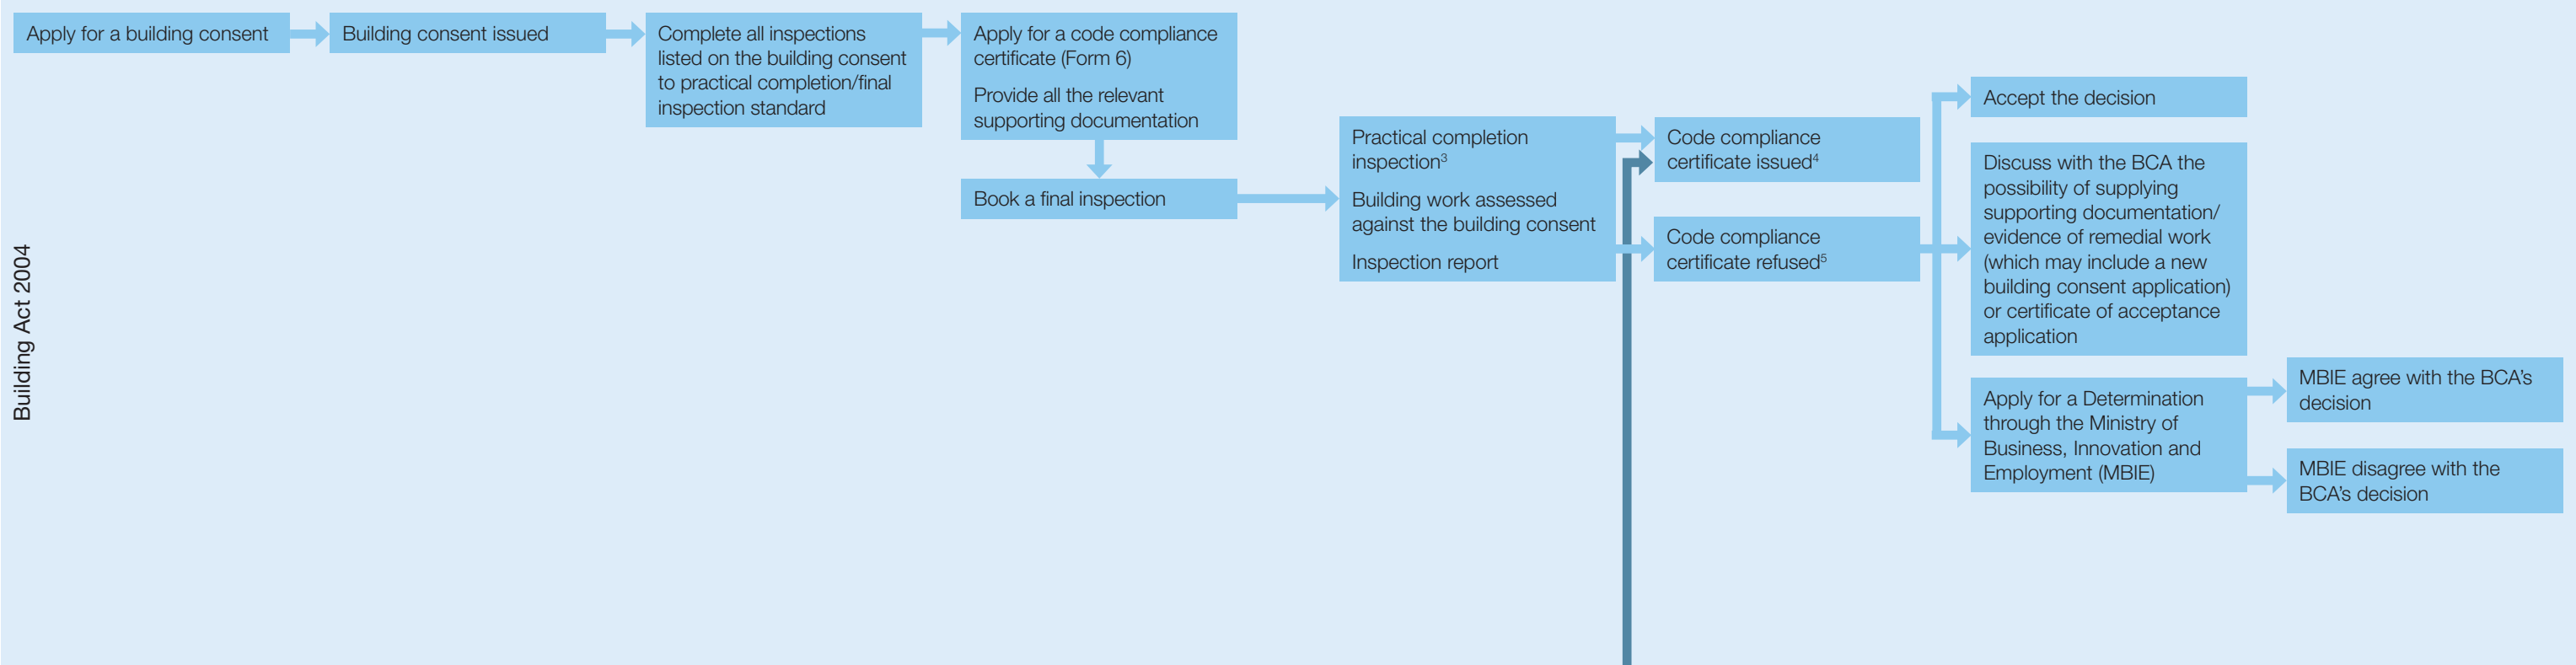 Apply for a building consent
Building consent issued
Complete all inspections
listed on the building consent
to practical completion/final
inspection standard
Apply for a code compliance
certificate (Form 6)
Provide all the relevant
supporting documentation
Book a final inspection
Practical completion
inspection³
Building work assessed
against the building consent
Inspection report
Code compliance
certificate issued⁴
Code compliance
certificate refused⁵
Accept the decision
Discuss with the BCA the
possibility of supplying
supporting documentation/
evidence of remedial work
(which may include a new
building consent application)
or certificate of acceptance
application
Apply for a Determination
through the Ministry of
Business, Innovation and
Employment (MBIE)
MBIE agree with the BCA’s
decision
MBIE disagree with the
BCA’s decision
Building Act 2004